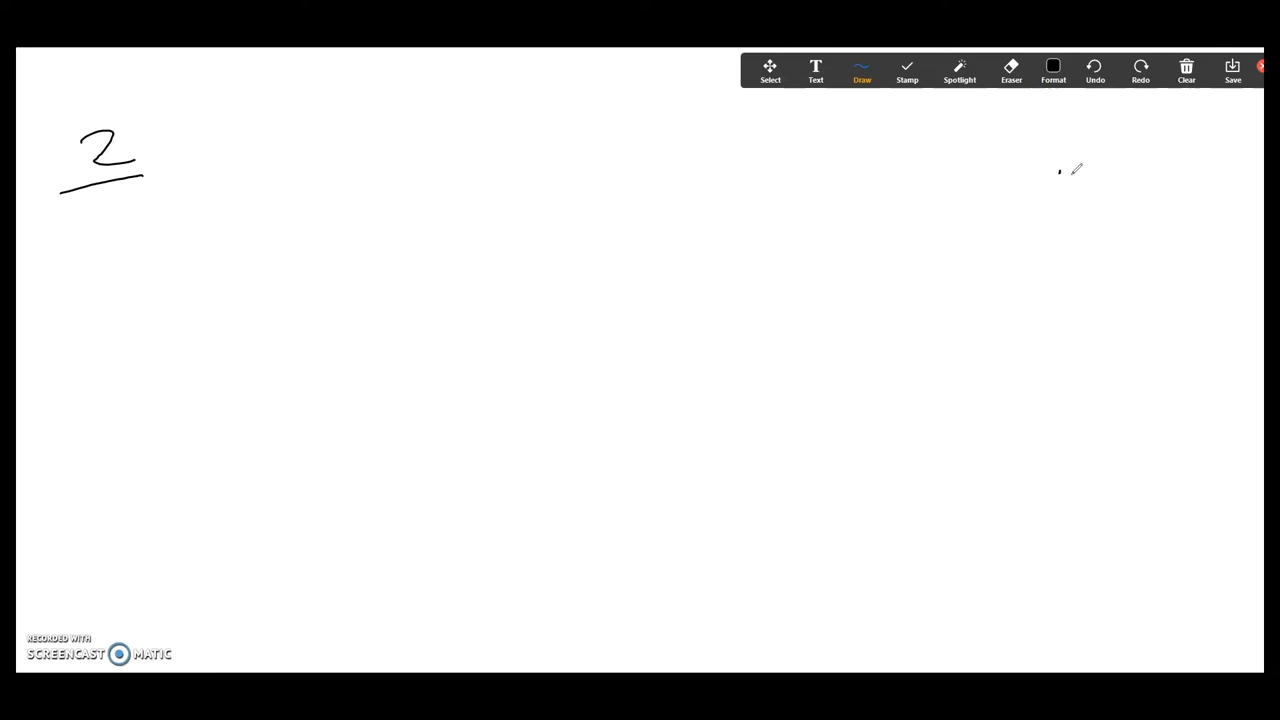 Select Text Draw Stamp Spotlight Eraser Format Undo Redo Clear Save
2
RECORDED WITH
SCREENCAST MATIC